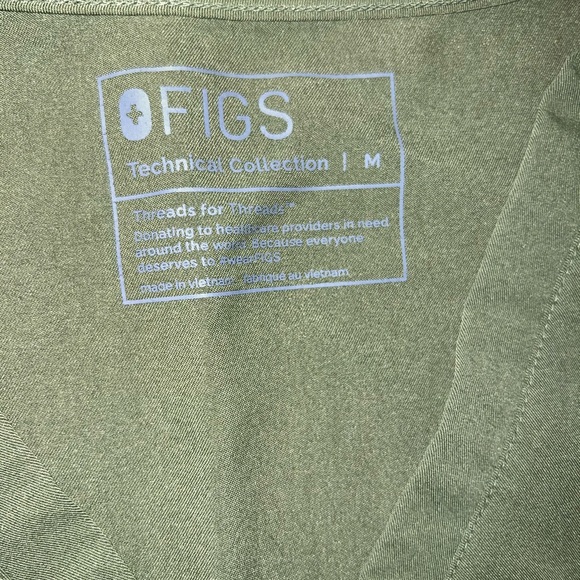 FIGS
Technical Collection | M
Threads for Threads™
Donating to healthcare providers in need
around the world. Because everyone
deserves to #wearFIGS
made in vietnam. fabriqué au vietnam